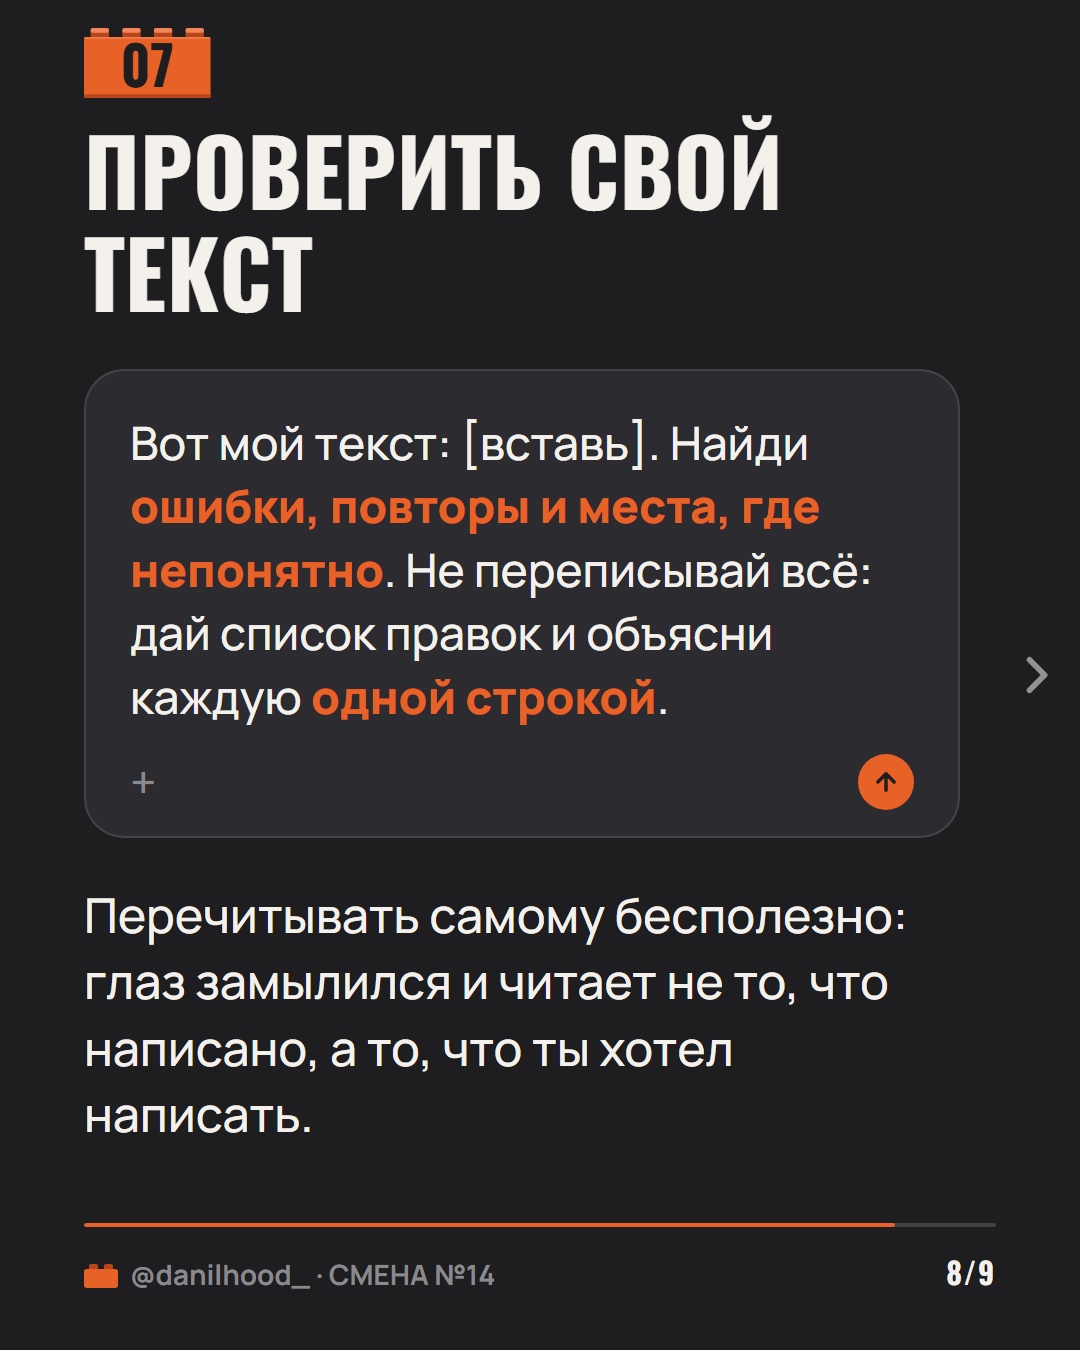 07
ПРОВЕРИТЬ СВОЙ
ТЕКСТ
Вот мой текст: [вставь]. Найди
ошибки, повторы и места, где
непонятно. Не переписывай всё:
дай список правок и объясни
каждую одной строкой.
+
Перечитывать самому бесполезно:
глаз замылился и читает не то, что
написано, а то, что ты хотел
написать.
@danilhood_ · СМЕНА №14
8/9